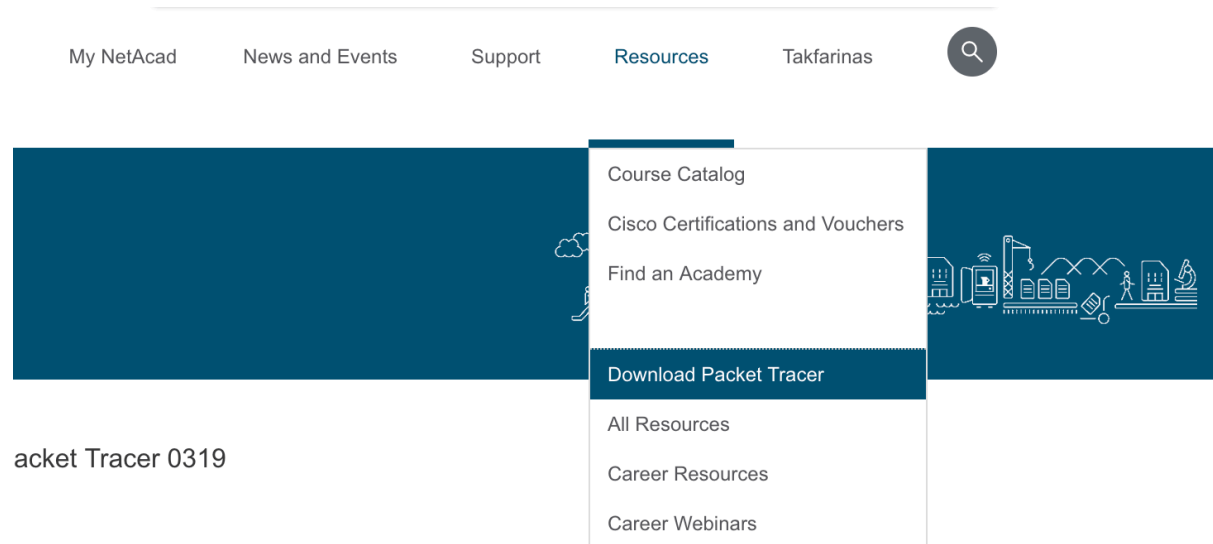 My NetAcad News and Events Support Resources Takfarinas
Course Catalog
Cisco Certifications and Vouchers
Find an Academy
Download Packet Tracer
All Resources
acket Tracer 0319
Career Resources
Career Webinars